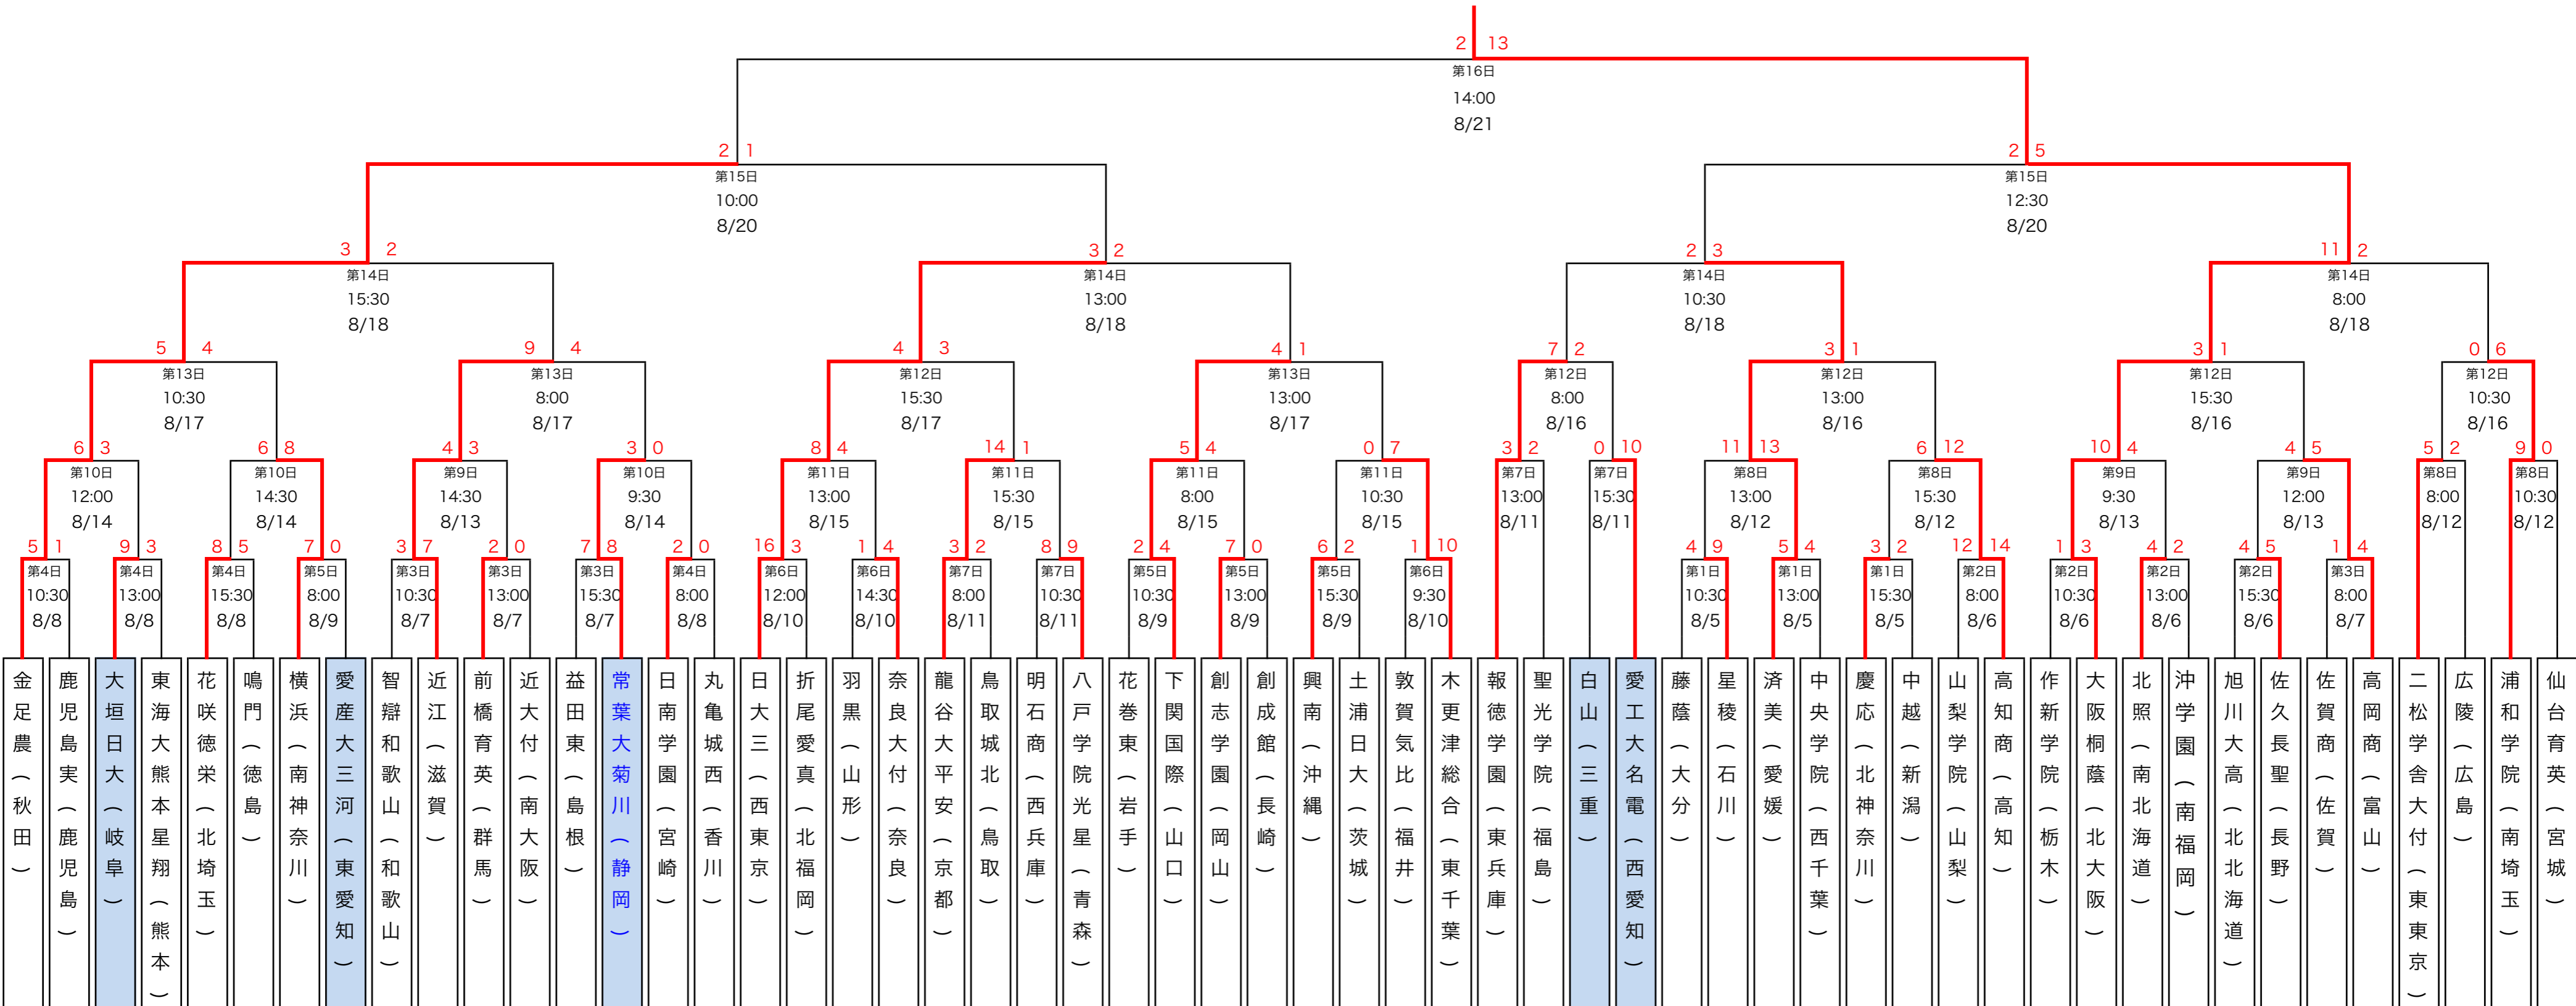 2 13
第16日
14:00
8/21
2 1
第15日
10:00
8/20
2 5
第15日
12:30
8/20
3 2
第14日
15:30
8/18
3 2
第14日
13:00
8/18
2 3
第14日
10:30
8/18
11 2
第14日
8:00
8/18
5 4
第13日
10:30
8/17
9 4
第13日
8:00
8/17
4 3
第12日
15:30
8/17
4 1
第13日
13:00
8/17
7 2
第12日
8:00
8/16
3 1
第12日
13:00
8/16
3 1
第12日
15:30
8/16
0 6
第12日
10:30
8/16
6 3
第10日
12:00
8/14
6 8
第10日
14:30
8/14
4 3
第9日
14:30
8/13
3 0
第10日
9:30
8/14
8 4
第11日
13:00
8/15
14 1
第11日
15:30
8/15
5 4
第11日
8:00
8/15
0 7
第11日
10:30
8/15
3 2
第7日
13:00
8/11
0 10
第7日
15:30
8/11
11 13
第8日
13:00
8/12
6 12
第8日
15:30
8/12
10 4
第9日
9:30
8/13
4 5
第9日
12:00
8/13
5 2
第8日
8:00
8/12
9 0
第8日
10:30
8/12
5 1
第4日
10:30
8/8
9 3
第4日
13:00
8/8
8 5
第4日
15:30
8/8
7 0
第5日
8:00
8/9
3 7
第3日
10:30
8/7
2 0
第3日
13:00
8/7
7 8
第3日
15:30
8/7
2 0
第4日
8:00
8/8
16 3
第6日
12:00
8/10
1 4
第6日
14:30
8/10
3 2
第7日
8:00
8/11
8 9
第7日
10:30
8/11
2 4
第5日
10:30
8/9
7 0
第5日
13:00
8/9
6 2
第5日
15:30
8/9
1 10
第6日
9:30
8/10
4 9
第1日
10:30
8/5
5 4
第1日
13:00
8/5
3 2
第1日
15:30
8/5
12 14
第2日
8:00
8/6
1 3
第2日
10:30
8/6
4 2
第2日
13:00
8/6
4 5
第2日
15:30
8/6
1 4
第3日
8:00
8/7
金足農(秋田)
鹿児島実(鹿児島)
大垣日大(岐阜)
東海大熊本星翔(熊本)
花咲徳栄(北埼玉)
鳴門(徳島)
横浜(南神奈川)
愛産大三河(東愛知)
智辯和歌山(和歌山)
近江(滋賀)
前橋育英(群馬)
近大付(南大阪)
益田東(島根)
常葉大菊川(静岡)
日南学園(宮崎)
丸亀城西(香川)
日大三(西東京)
折尾愛真(北福岡)
羽黒(山形)
奈良大付(奈良)
龍谷大平安(京都)
鳥取城北(鳥取)
明石商(西兵庫)
八戸学院光星(青森)
花巻東(岩手)
下関国際(山口)
創志学園(岡山)
創成館(長崎)
興南(沖縄)
土浦日大(茨城)
敦賀気比(福井)
木更津総合(東千葉)
報徳学園(東兵庫)
聖光学院(福島)
白山(三重)
愛工大名電(西愛知)
藤蔭(大分)
星稜(石川)
済美(愛媛)
中央学院(西千葉)
慶応(北神奈川)
中越(新潟)
山梨学院(山梨)
高知商(高知)
作新学院(栃木)
大阪桐蔭(北大阪)
北照(南北海道)
沖学園(南福岡)
旭川大高(北北海道)
佐久長聖(長野)
佐賀商(佐賀)
高岡商(富山)
二松学舎大付(東東京)
広陵(広島)
浦和学院(南埼玉)
仙台育英(宮城)